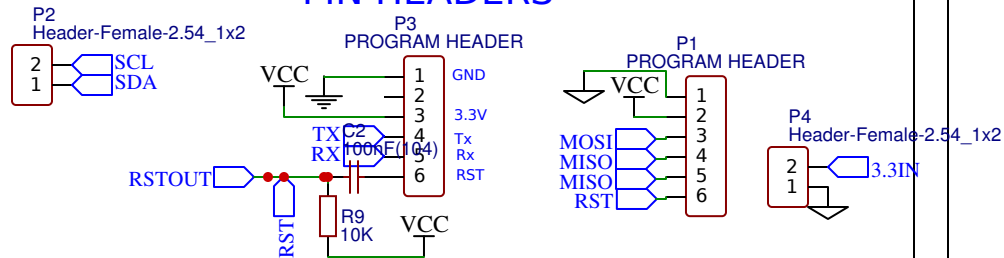 PIN HEADERS
P2
Header-Female-2.54_1x2
2
1
SCL
SDA
P3
PROGRAM HEADER
VCC
1
2
3
4
5
6
GND
3.3V
Tx
Rx
RST
TX
RX
C2
100nF(104)
RSTOUT
RST
R9
10K
VCC
P1
PROGRAM HEADER
VCC
1
2
3
4
5
6
MOSI
MISO
MISO
RST
P4
Header-Female-2.54_1x2
2
1
3.3IN